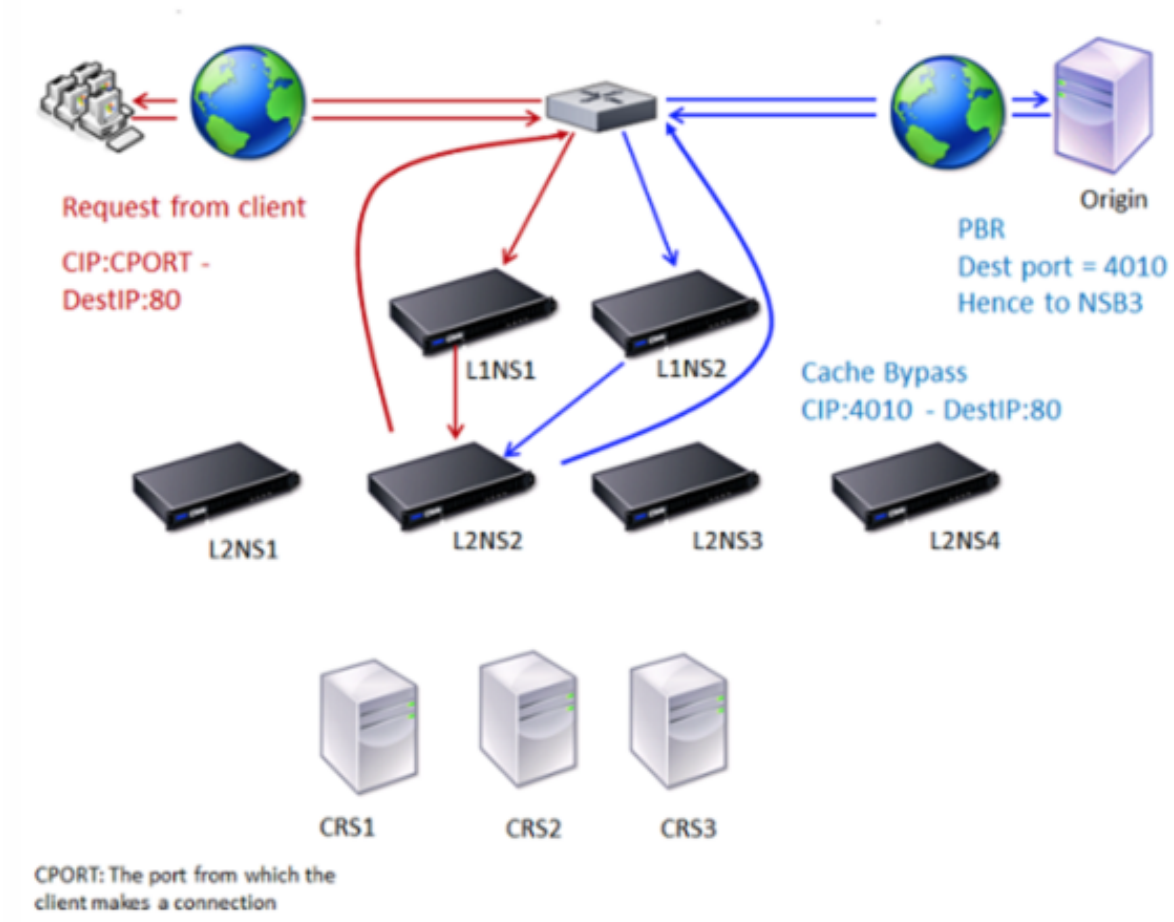 Request from client
CIP:CPORT -
DestIP:80
Origin
PBR
Dest port = 4010
Hence to NSB3
L1NS1
L1NS2
Cache Bypass
CIP:4010 - DestIP:80
L2NS1
L2NS2
L2NS3
L2NS4
CRS1
CRS2
CRS3
CPORT: The port from which the
client makes a connection